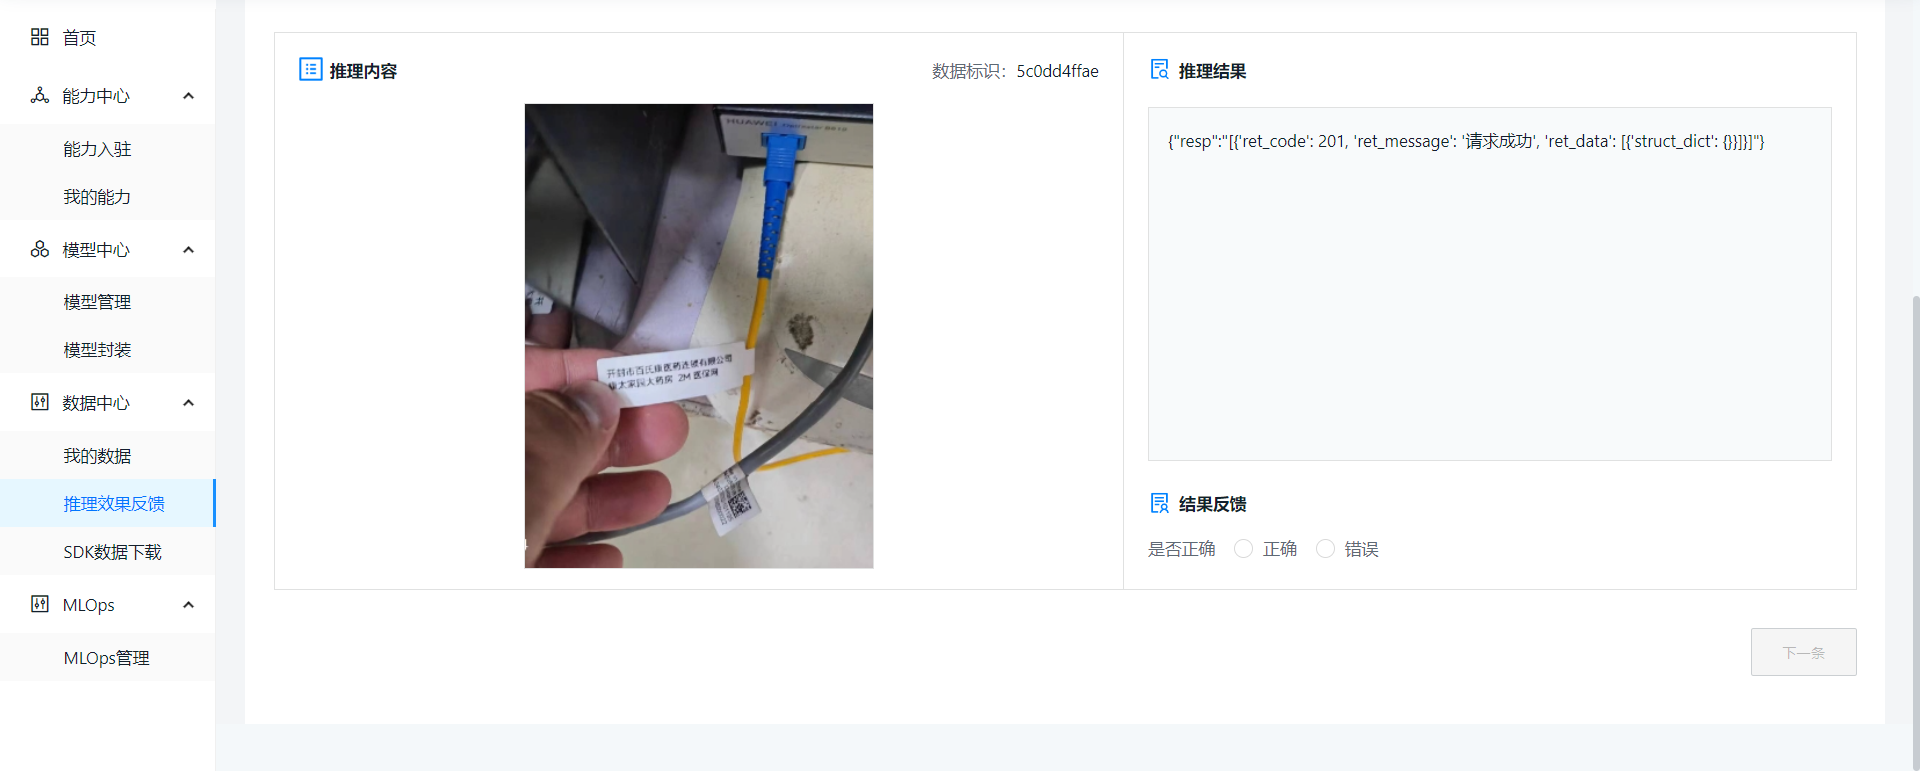 首页
能力中心
能力入驻
我的能力
模型中心
模型管理
模型封装
数据中心
我的数据
推理效果反馈
SDK数据下载
MLOps
MLOps管理
推理内容
数据标识：5c0dd4ffae
HUAWEI
开封市百氏康医药连锁有限公司
太家园大药房 2M 医保网
推理结果
{"resp":"[{'ret_code': 201, 'ret_message': '请求成功', 'ret_data': [{'struct_dict': {}}]}]"}
结果反馈
是否正确 正确 错误
下一条